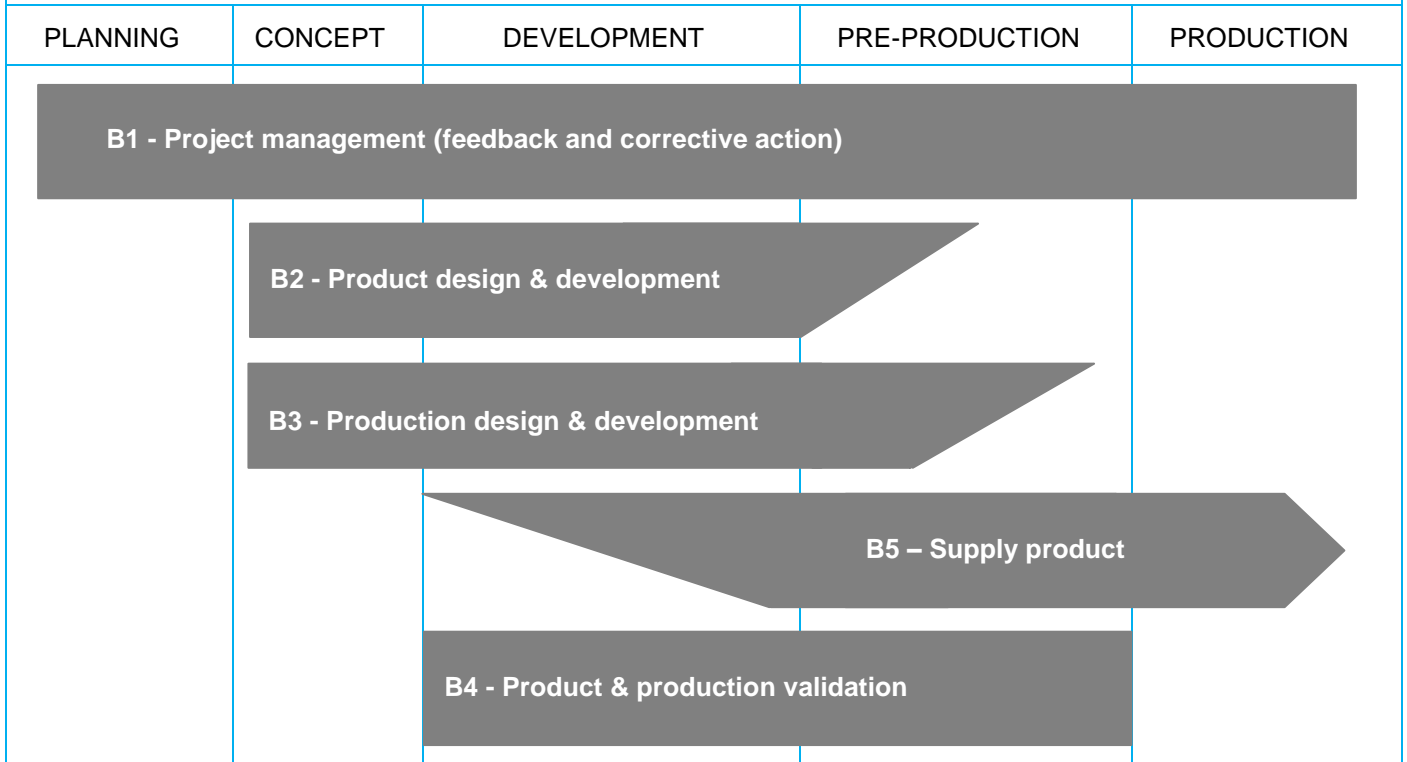 PLANNING CONCEPT DEVELOPMENT PRE-PRODUCTION PRODUCTION
B1 - Project management (feedback and corrective action)
B2 - Product design & development
B3 - Production design & development
B5 – Supply product
B4 - Product & production validation